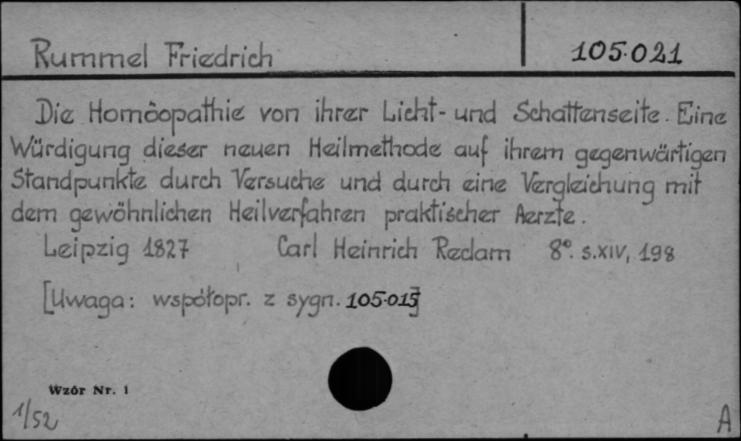 Rummel Friedrich 105.021
Die Homöopathie von ihrer Licht- und Schattenseite. Eine
Würdigung dieser neuen Heilmethode auf ihrem gegenwärtigen
Standpunkte durch Versuche und durch eine Vergleichung mit
dem gewöhnlichen Heilverfahren praktischer Aerzte.
Leipzig 1827 Carl Heinrich Reclam 8°. s.XIV, 198
[Uwaga: współopr. z sygn. 105.015]
Wzór Nr. 1
1/52 A